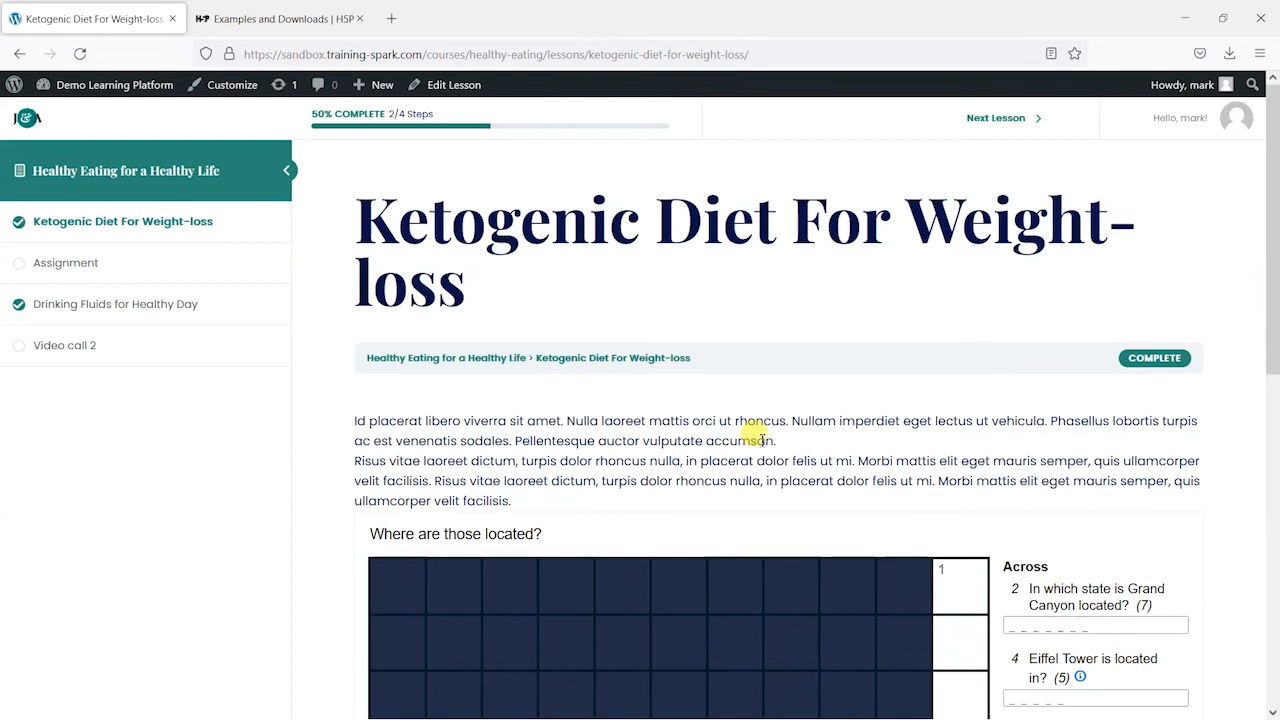 Ketogenic Diet For Weight-loss
H-P Examples and Downloads | H5P
https://sandbox.training-spark.com/courses/healthy-eating/lessons/ketogenic-diet-for-weight-loss/
Demo Learning Platform Customize 1 0 New Edit Lesson Howdy, mark
J&A
50% COMPLETE 2/4 Steps
Next Lesson
Hello, mark!
Healthy Eating for a Healthy Life
Ketogenic Diet For Weight-loss
Assignment
Drinking Fluids for Healthy Day
Video call 2
Ketogenic Diet For Weight-
loss
Healthy Eating for a Healthy Life > Ketogenic Diet For Weight-loss
COMPLETE
Id placerat libero viverra sit amet. Nulla laoreet mattis orci ut rhoncus. Nullam imperdiet eget lectus ut vehicula. Phasellus lobortis turpis
ac est venenatis sodales. Pellentesque auctor vulputate accumsan.
Risus vitae laoreet dictum, turpis dolor rhoncus nulla, in placerat dolor felis ut mi. Morbi mattis elit eget mauris semper, quis ullamcorper
velit facilisis. Risus vitae laoreet dictum, turpis dolor rhoncus nulla, in placerat dolor felis ut mi. Morbi mattis elit eget mauris semper, quis
ullamcorper velit facilisis.
Where are those located?
1
Across
2 In which state is Grand
Canyon located? (7)
_ _ _ _ _ _ _
4 Eiffel Tower is located
in? (5)
_ _ _ _ _